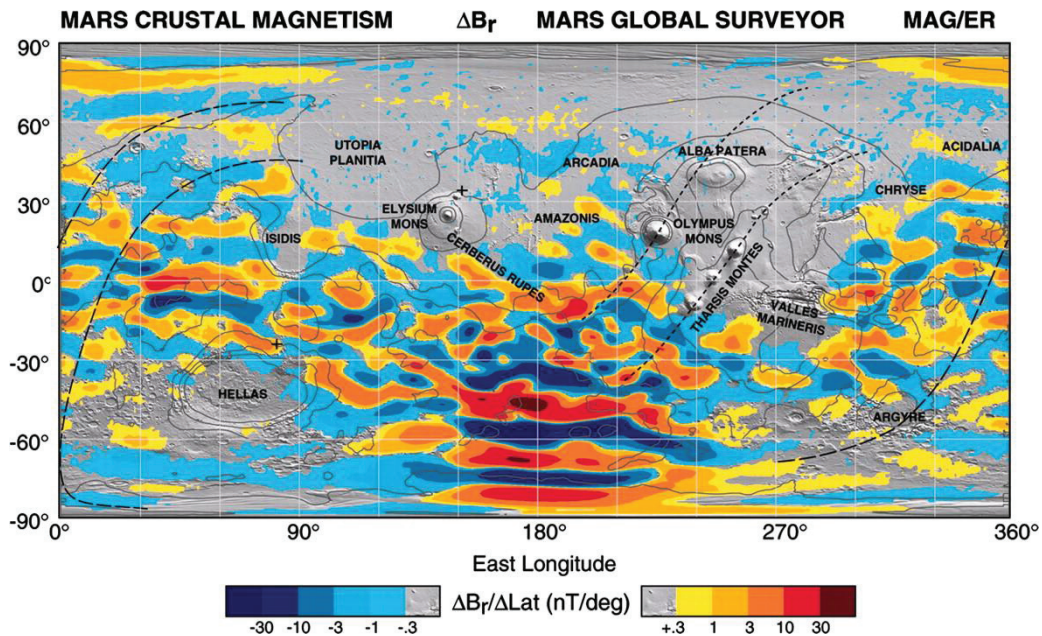 MARS CRUSTAL MAGNETISM ΔBr MARS GLOBAL SURVEYOR MAG/ER
90°
60°
30°
0°
-30°
-60°
-90°
UTOPIA
PLANITIA
ARCADIA
ALBA PATERA
ACIDALIA
ELYSIUM
MONS
AMAZONIS
OLYMPUS
MONS
CHRYSE
ISIDIS
CERBERUS RUPES
THARSIS MONTES
VALLES
MARINERIS
HELLAS
ARGYRE
0° 90° 180° 270° 360°
East Longitude
ΔBr/ΔLat (nT/deg)
-30 -10 -3 -1 -.3
+.3 1 3 10 30